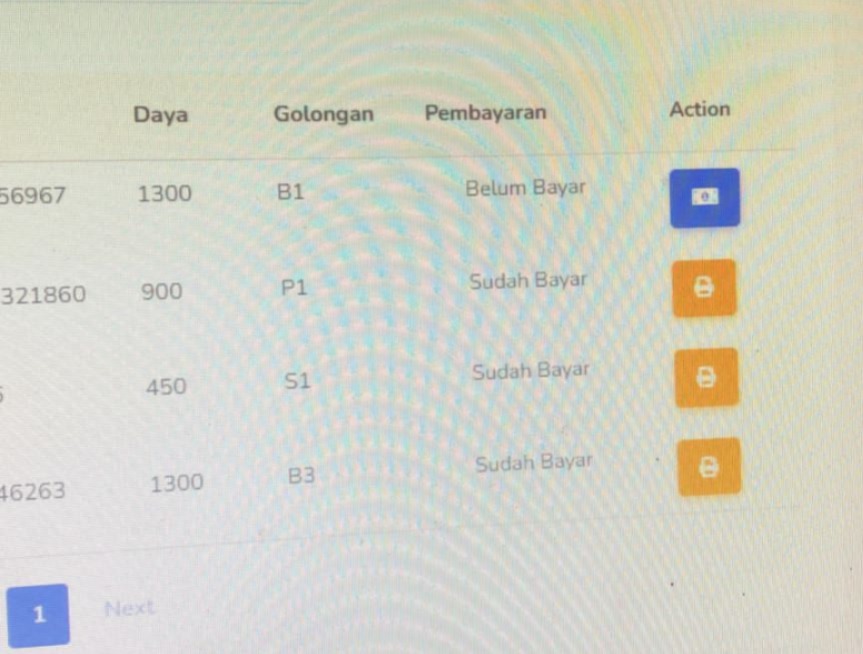 Daya Golongan Pembayaran Action
56967 1300 B1 Belum Bayar
321860 900 P1 Sudah Bayar
450 S1 Sudah Bayar
46263 1300 B3 Sudah Bayar
1 Next